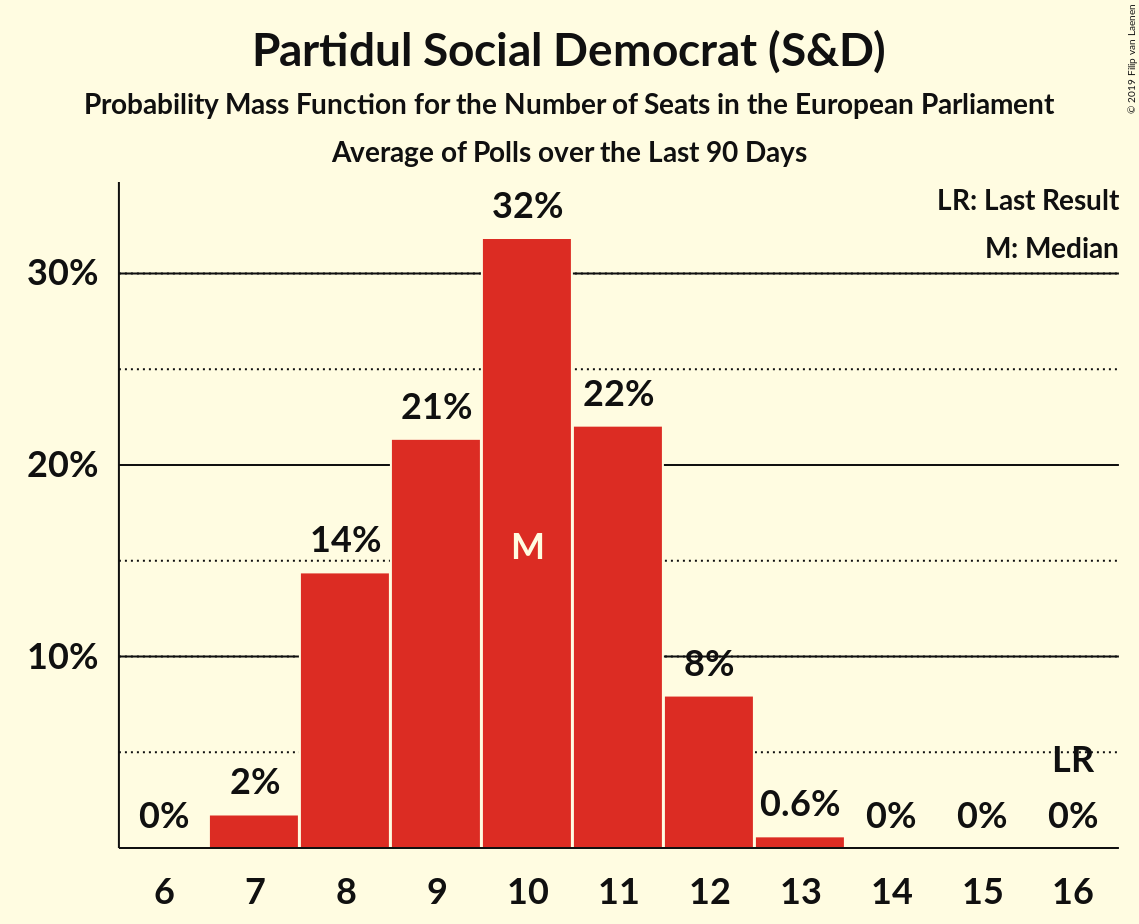 Partidul Social Democrat (S&D)
Probability Mass Function for the Number of Seats in the European Parliament
Average of Polls over the Last 90 Days
© 2019 Filip van Laenen
LR: Last Result
M: Median
32%
30%
22%
21%
20%
14%
M
10%
8%
LR
2%
0.6%
0%
0%
0%
0%
6 7 8 9 10 11 12 13 14 15 16